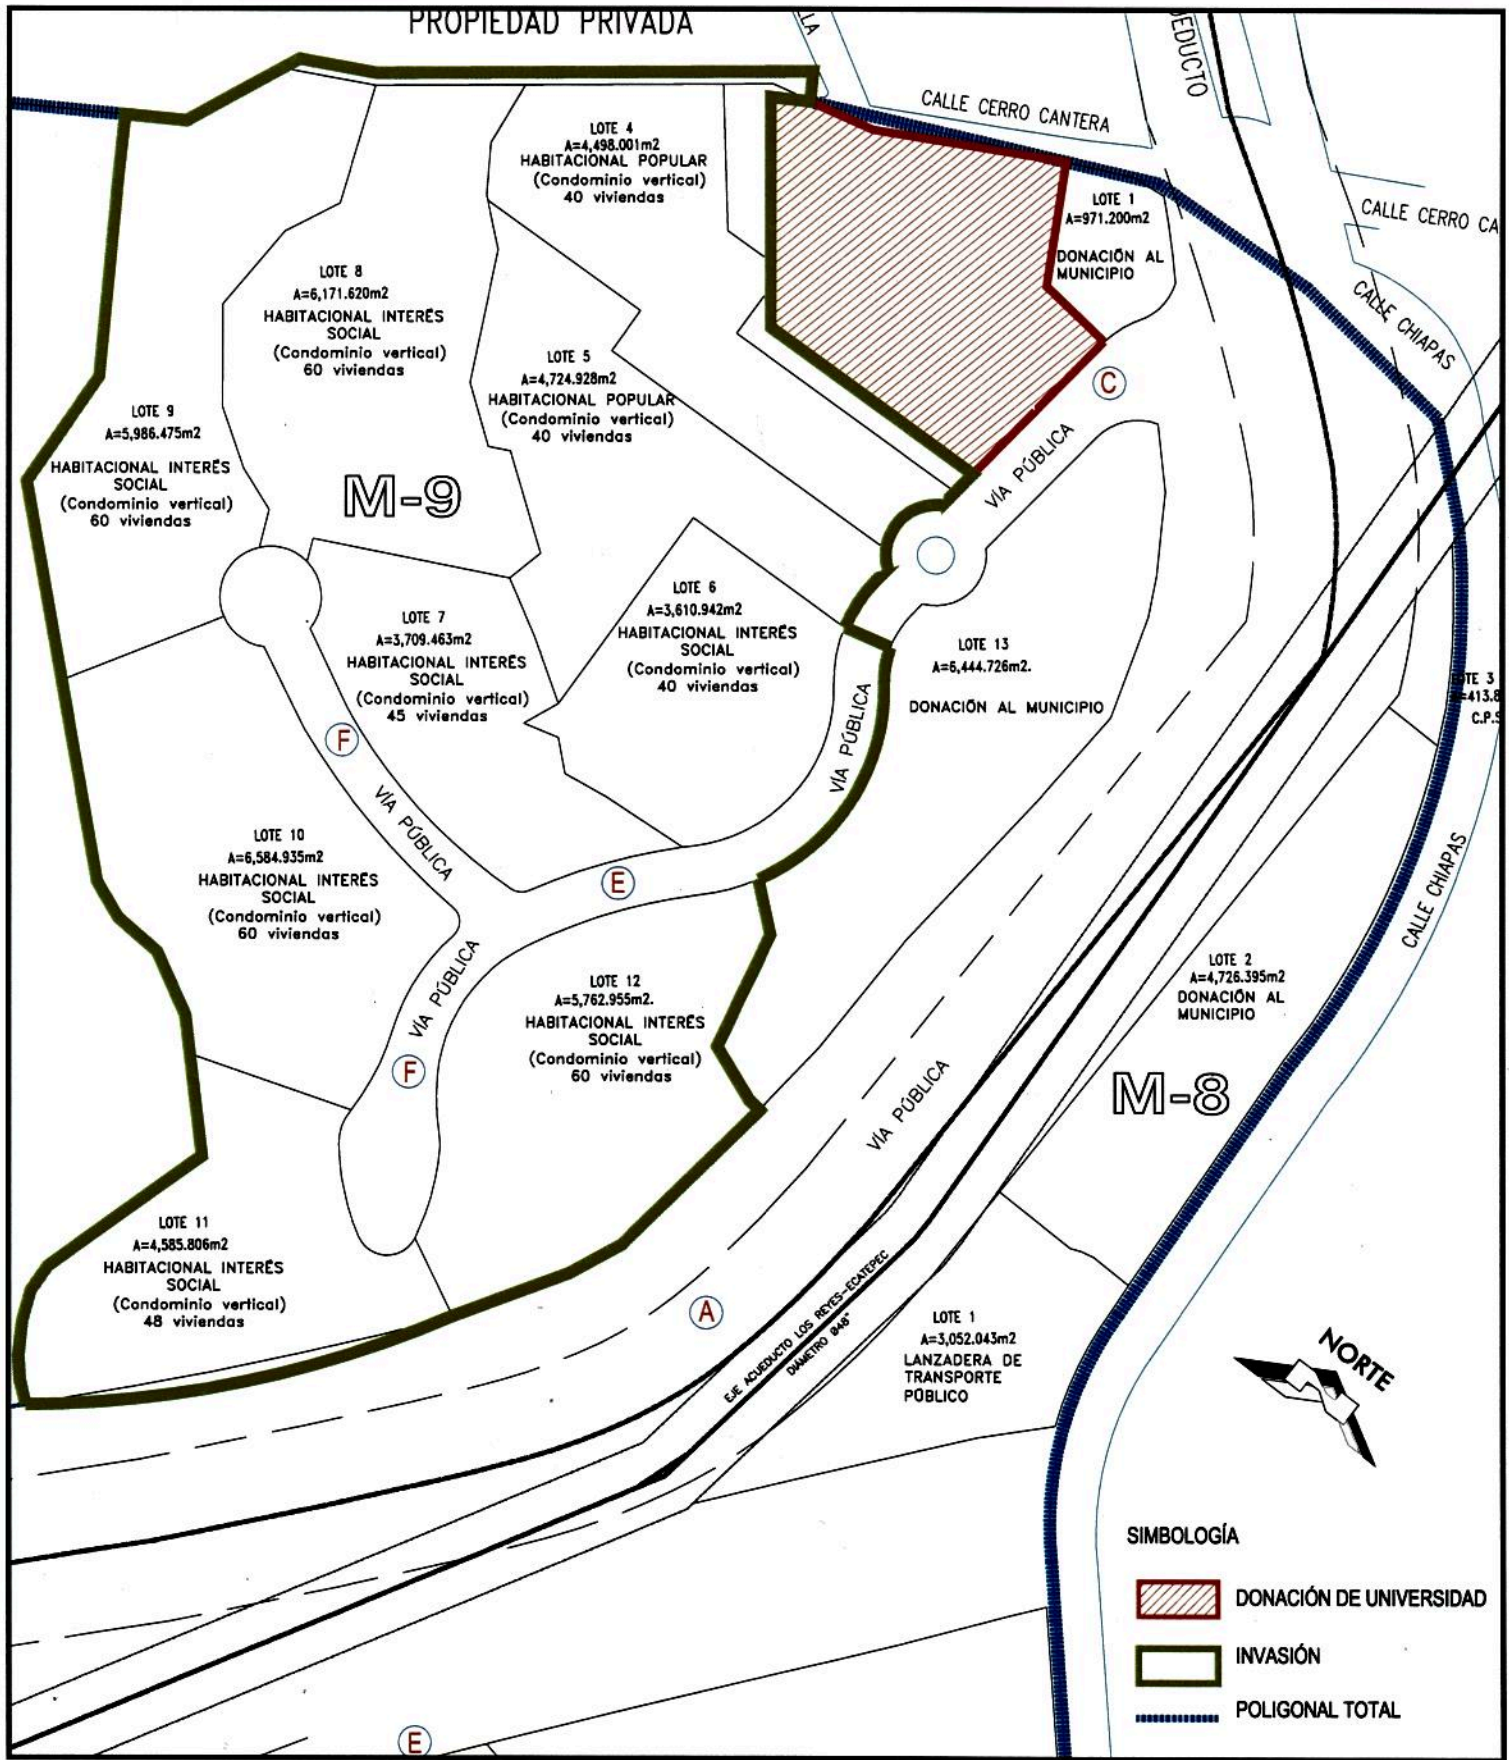 PROPIEDAD PRIVADA
CALLE CERRO CANTERA
LOTE 4
A=4,498.001m2
HABITACIONAL POPULAR
(Condominio vertical)
40 viviendas
LOTE 1
A=971.200m2
DONACIÓN AL
MUNICIPIO
CALLE CERRO CA
CALLE CHIAPAS
LOTE 8
A=6,171.620m2
HABITACIONAL INTERÉS
SOCIAL
(Condominio vertical)
60 viviendas
LOTE 5
A=4,724.928m2
HABITACIONAL POPULAR
(Condominio vertical)
40 viviendas
C
LOTE 9
A=5,986.475m2
HABITACIONAL INTERÉS
SOCIAL
(Condominio vertical)
60 viviendas
M-9
VÍA PÚBLICA
LOTE 6
A=3,610.942m2
HABITACIONAL INTERÉS
SOCIAL
(Condominio vertical)
40 viviendas
LOTE 7
A=3,709.463m2
HABITACIONAL INTERÉS
SOCIAL
(Condominio vertical)
45 viviendas
LOTE 13
A=6,444.726m2.
DONACIÓN AL MUNICIPIO
OTE 3
=413.8
C.P.S
F
VÍA PÚBLICA
VÍA PÚBLICA
LOTE 10
A=6,584.935m2
HABITACIONAL INTERÉS
SOCIAL
(Condominio vertical)
60 viviendas
E
CALLE CHIAPAS
VÍA PÚBLICA
LOTE 12
A=5,762.955m2.
HABITACIONAL INTERÉS
SOCIAL
(Condominio vertical)
60 viviendas
F
LOTE 2
A=4,726.395m2
DONACIÓN AL
MUNICIPIO
M-8
VÍA PÚBLICA
LOTE 11
A=4,585.806m2
HABITACIONAL INTERÉS
SOCIAL
(Condominio vertical)
48 viviendas
A
EJE ACUEDUCTO LOS REYES-ECATEPEC
DIÁMETRO Ø48"
LOTE 1
A=3,052.043m2
LANZADERA DE
TRANSPORTE
PÚBLICO
NORTE
SIMBOLOGÍA
DONACIÓN DE UNIVERSIDAD
INVASIÓN
POLIGONAL TOTAL
E